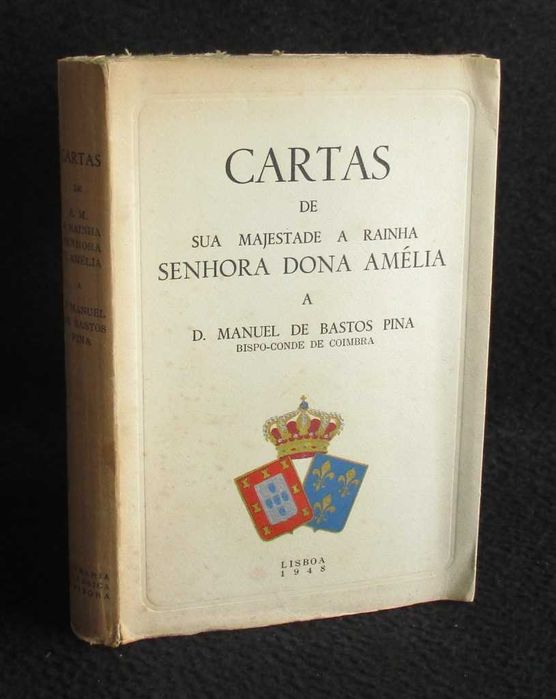 CARTAS
DE
SUA MAJESTADE A RAINHA
SENHORA DONA AMÉLIA
A
D. MANUEL DE BASTOS PINA
BISPO-CONDE DE COIMBRA
LISBOA
1948
CARTAS
DE
S. M.
A RAINHA
SENHORA
D. AMÉLIA
A
D. MANUEL
DE BASTOS
PINA